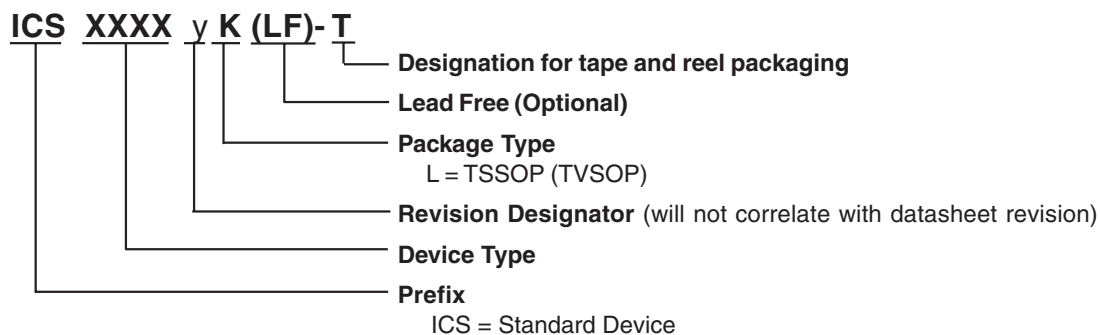 ICS XXXX y K (LF)- T
Designation for tape and reel packaging
Lead Free (Optional)
Package Type
L = TSSOP (TVSOP)
Revision Designator (will not correlate with datasheet revision)
Device Type
Prefix
ICS = Standard Device